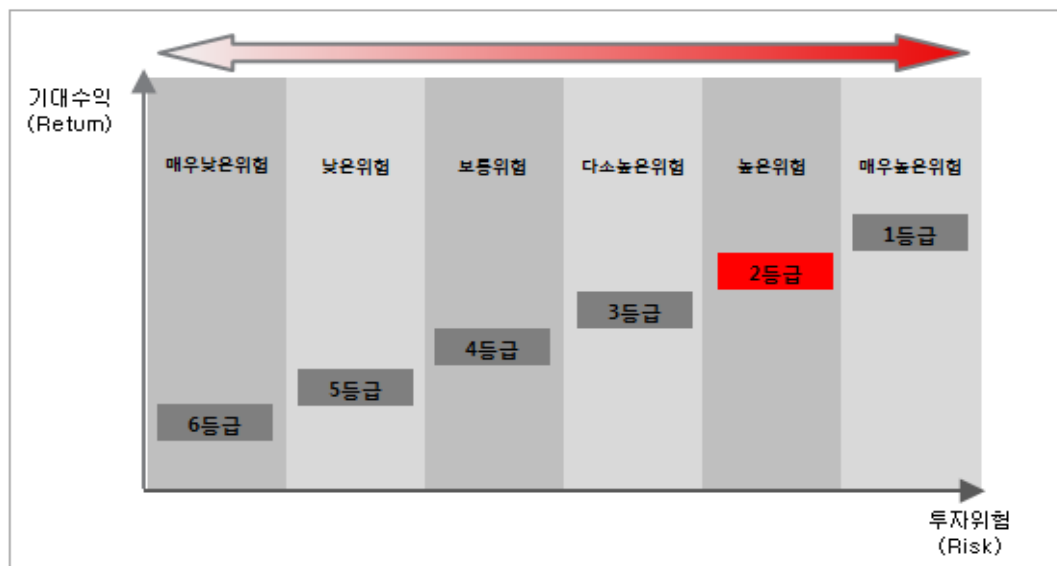 기대수익
(Return)
매우낮은위험 낮은위험 보통위험 다소높은위험 높은위험 매우높은위험
1등급
2등급
3등급
4등급
5등급
6등급
투자위험
(Risk)